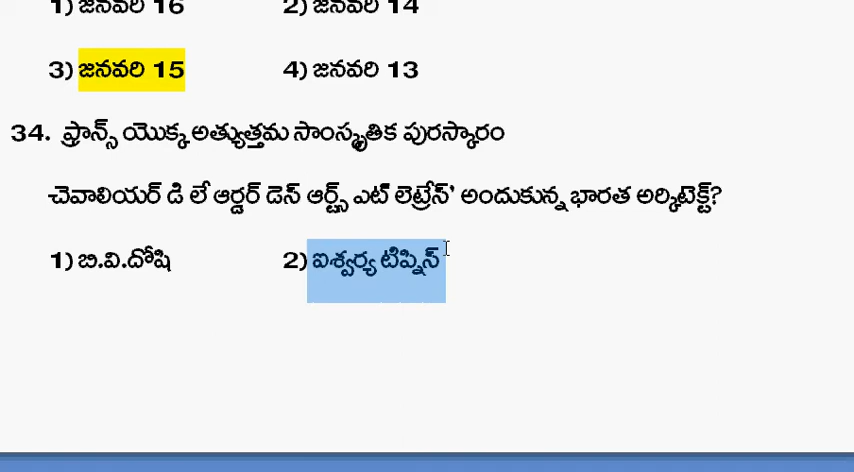 1) జనవరి 16 2) జనవరి 14
3) జనవరి 15 4) జనవరి 13
34. ఫ్రాన్స్ యొక్క అత్యుత్తమ సాంస్కృతిక పురస్కారం
చెవాలియర్ డి లే ఆర్డర్ డెస్ ఆర్ట్స్ ఎట్ లెట్రేస్' అందుకున్న భారత అర్కిటెక్ట్?
1) బి.వి.దోషి 2) ఐశ్వర్య టిప్నిస్